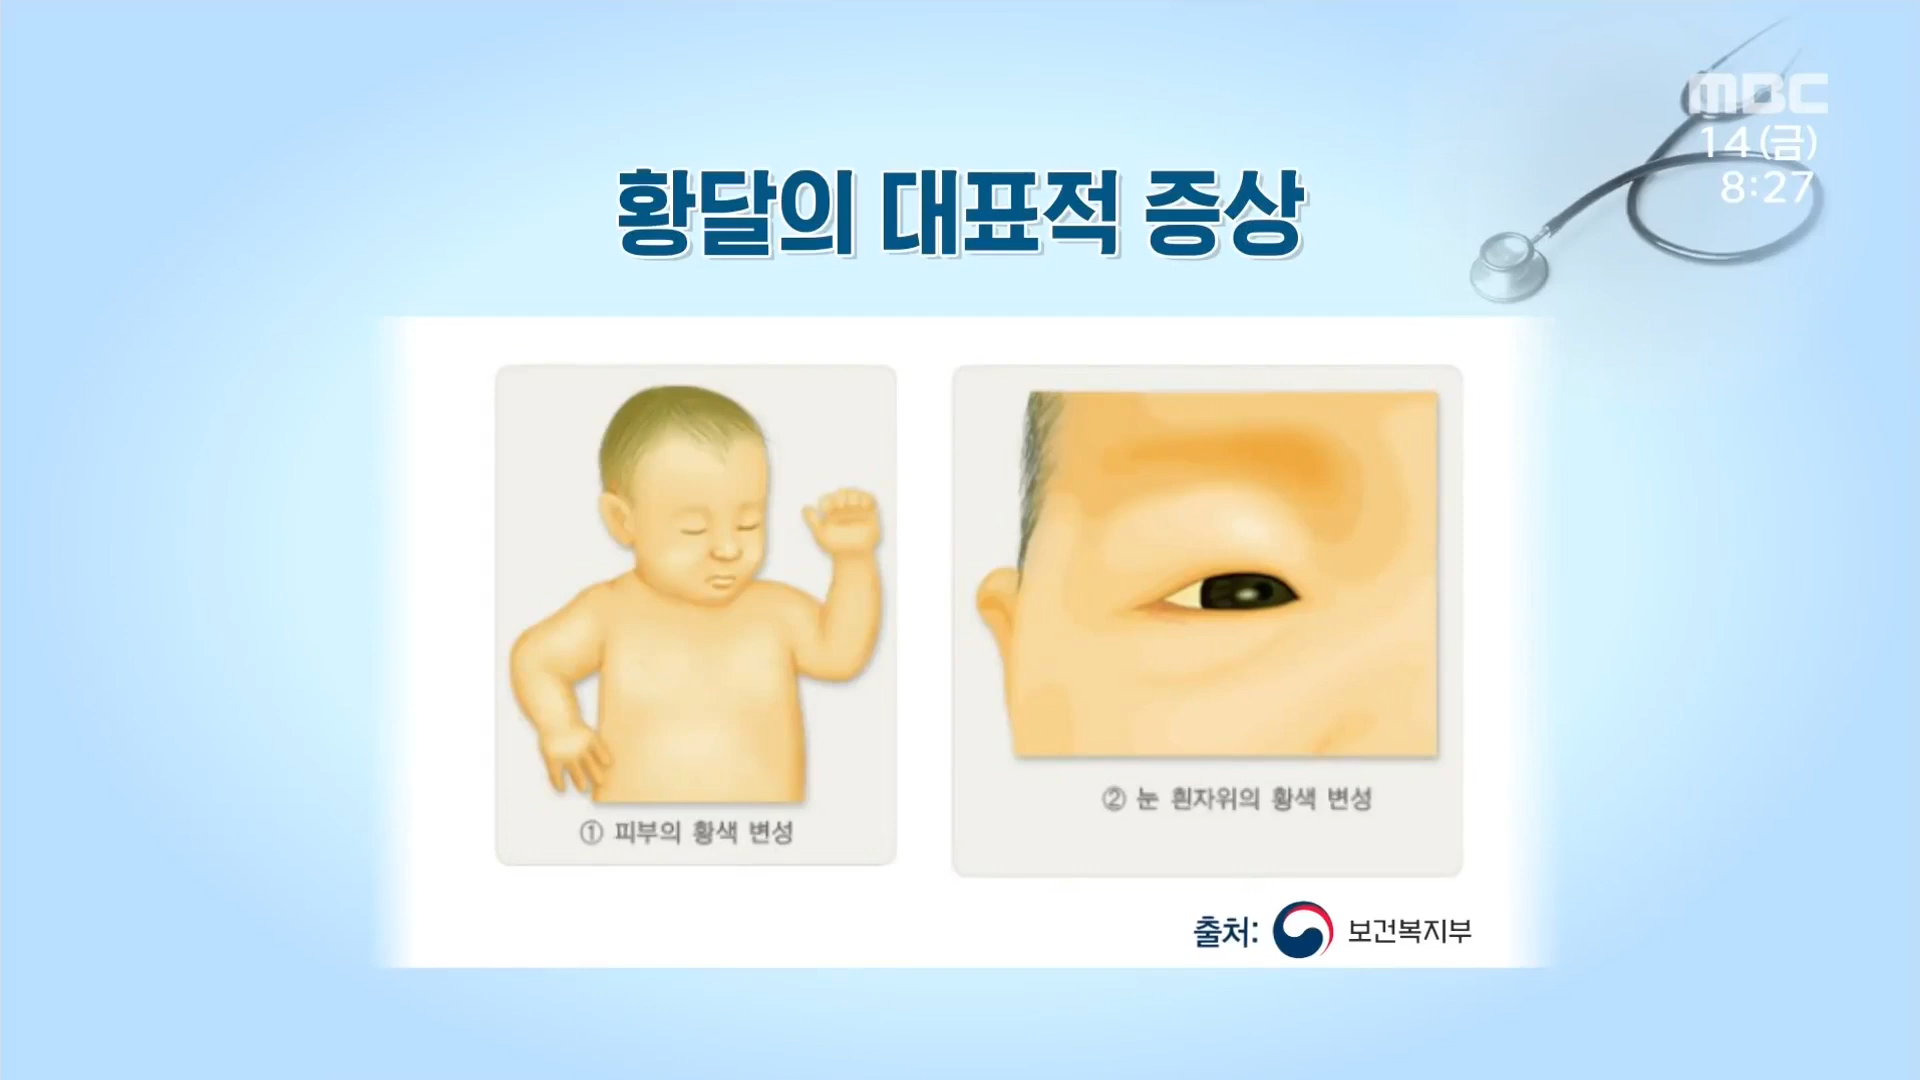 MBC
14(금)
8:27
황달의 대표적 증상
① 피부의 황색 변성
② 눈 흰자위의 황색 변성
출처: 보건복지부